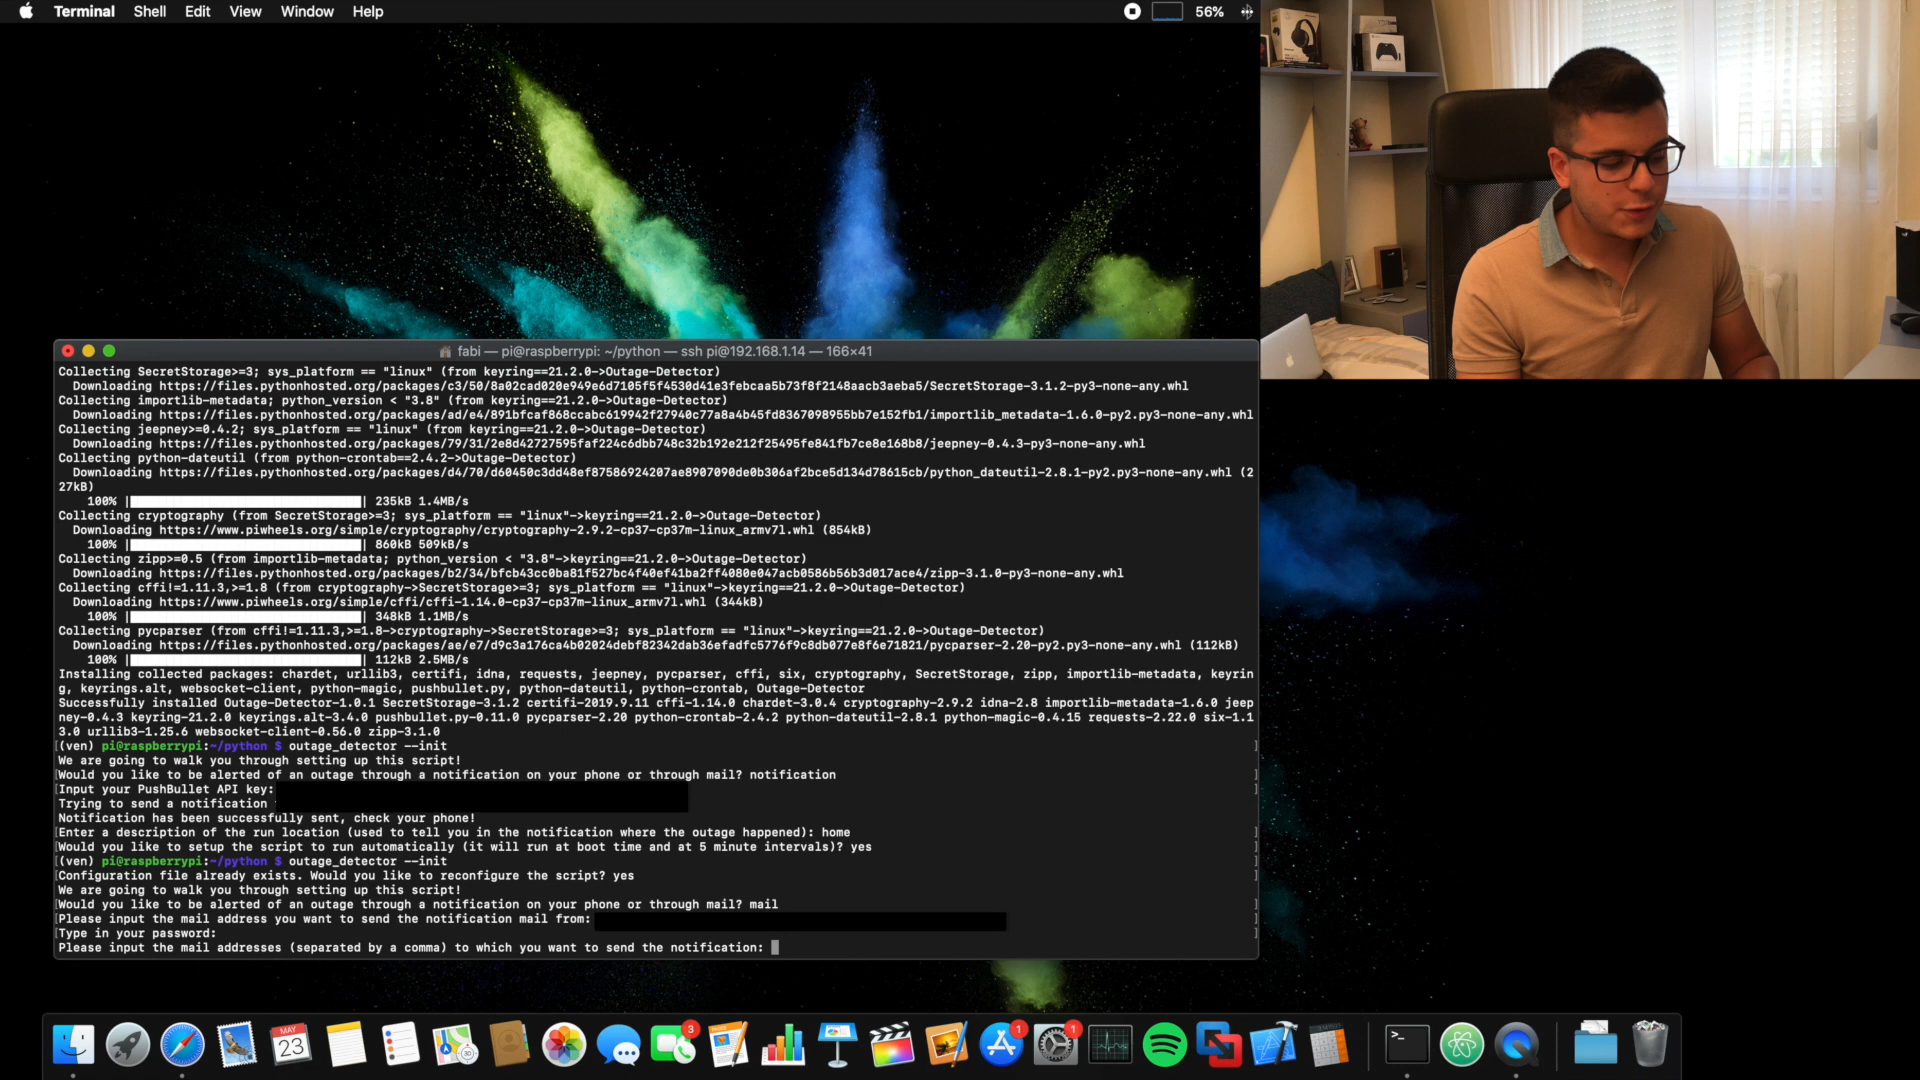 Terminal Shell Edit View Window Help 56%
fabi — pi@raspberrypi: ~/python — ssh pi@192.168.1.14 — 166×41
Collecting SecretStorage>=3; sys_platform == "linux" (from keyring==21.2.0->Outage-Detector)
Downloading https://files.pythonhosted.org/packages/c3/50/8a02cad020e949e6d7105f5f4530d41e3febcaa5b73f8f2148aacb3aeba5/SecretStorage-3.1.2-py3-none-any.whl
Collecting importlib-metadata; python_version < "3.8" (from keyring==21.2.0->Outage-Detector)
Downloading https://files.pythonhosted.org/packages/ad/e4/891bfcaf868ccabc619942f27940c77a8a4b45fd8367098955bb7e152fb1/importlib_metadata-1.6.0-py2.py3-none-any.whl
Collecting jeepney>=0.4.2; sys_platform == "linux" (from keyring==21.2.0->Outage-Detector)
Downloading https://files.pythonhosted.org/packages/79/31/2e8d42727595faf224c6dbb748c32b192e212f25495fe841fb7ce8e168b8/jeepney-0.4.3-py3-none-any.whl
Collecting python-dateutil (from python-crontab==2.4.2->Outage-Detector)
Downloading https://files.pythonhosted.org/packages/d4/70/d60450c3dd48ef87586924207ae8907090de0b306af2bce5d134d78615cb/python_dateutil-2.8.1-py2.py3-none-any.whl (2
27kB)
100% || 235kB 1.4MB/s
Collecting cryptography (from SecretStorage>=3; sys_platform == "linux"->keyring==21.2.0->Outage-Detector)
Downloading https://www.piwheels.org/simple/cryptography/cryptography-2.9.2-cp37-cp37m-linux_armv7l.whl (854kB)
100% || 860kB 509kB/s
Collecting zipp>=0.5 (from importlib-metadata; python_version < "3.8"->keyring==21.2.0->Outage-Detector)
Downloading https://files.pythonhosted.org/packages/b2/34/bfcb43cc0ba81f527bc4f40ef41ba2ff4080e047acb0586b56b3d017ace4/zipp-3.1.0-py3-none-any.whl
Collecting cffi!=1.11.3,>=1.8 (from cryptography->SecretStorage>=3; sys_platform == "linux"->keyring==21.2.0->Outage-Detector)
Downloading https://www.piwheels.org/simple/cffi/cffi-1.14.0-cp37-cp37m-linux_armv7l.whl (344kB)
100% || 348kB 1.1MB/s
Collecting pycparser (from cffi!=1.11.3,>=1.8->cryptography->SecretStorage>=3; sys_platform == "linux"->keyring==21.2.0->Outage-Detector)
Downloading https://files.pythonhosted.org/packages/ae/e7/d9c3a176ca4b02024debf82342dab36efadfc5776f9c8db077e8f6e71821/pycparser-2.20-py2.py3-none-any.whl (112kB)
100% || 112kB 2.5MB/s
Installing collected packages: chardet, urllib3, certifi, idna, requests, jeepney, pycparser, cffi, six, cryptography, SecretStorage, zipp, importlib-metadata, keyrin
g, keyrings.alt, websocket-client, python-magic, pushbullet.py, python-dateutil, python-crontab, Outage-Detector
Successfully installed Outage-Detector-1.0.1 SecretStorage-3.1.2 certifi-2019.9.11 cffi-1.14.0 chardet-3.0.4 cryptography-2.9.2 idna-2.8 importlib-metadata-1.6.0 jeep
ney-0.4.3 keyring-21.2.0 keyrings.alt-3.4.0 pushbullet.py-0.11.0 pycparser-2.20 python-crontab-2.4.2 python-dateutil-2.8.1 python-magic-0.4.15 requests-2.22.0 six-1.1
3.0 urllib3-1.25.6 websocket-client-0.56.0 zipp-3.1.0
[(ven) pi@raspberrypi:~/python $ outage_detector --init ]
We are going to walk you through setting up this script!
[Would you like to be alerted of an outage through a notification on your phone or through mail? notification ]
[Input your PushBullet API key: ]
Trying to send a notification
Notification has been successfully sent, check your phone!
[Enter a description of the run location (used to tell you in the notification where the outage happened): home ]
[Would you like to setup the script to run automatically (it will run at boot time and at 5 minute intervals)? yes ]
[(ven) pi@raspberrypi:~/python $ outage_detector --init ]
[Configuration file already exists. Would you like to reconfigure the script? yes ]
We are going to walk you through setting up this script!
[Would you like to be alerted of an outage through a notification on your phone or through mail? mail ]
[Please input the mail address you want to send the notification mail from: ]
[Type in your password: ]
Please input the mail addresses (separated by a comma) to which you want to send the notification:
MAY
23
3
1
1
>_